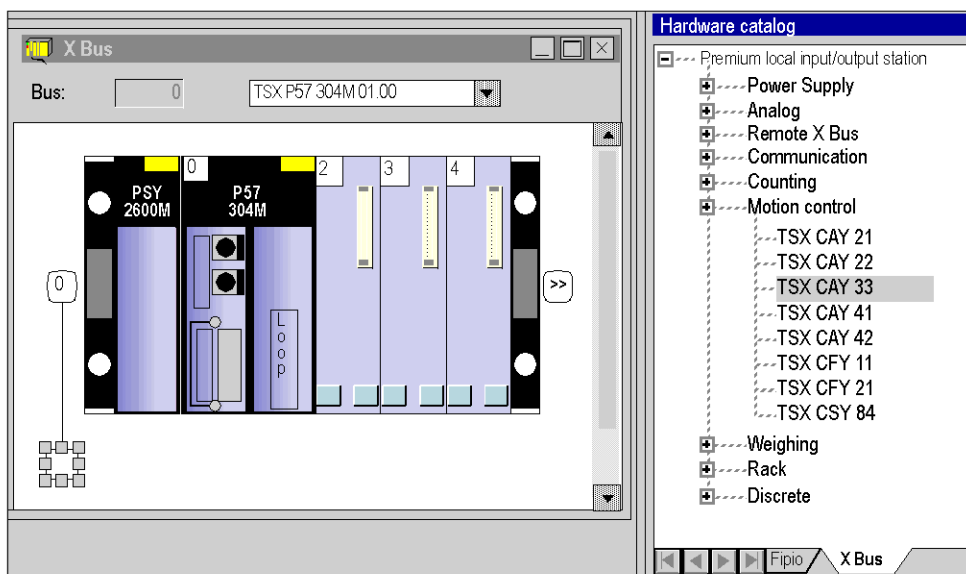 X Bus
Bus:
0
TSX P57 304M 01.00
0
2
3
4
PSY
2600M
P57
304M
Loop
0
>>
Hardware catalog
Premium local input/output station
Power Supply
Analog
Remote X Bus
Communication
Counting
Motion control
TSX CAY 21
TSX CAY 22
TSX CAY 33
TSX CAY 41
TSX CAY 42
TSX CFY 11
TSX CFY 21
TSX CSY 84
Weighing
Rack
Discrete
Fipio
X Bus